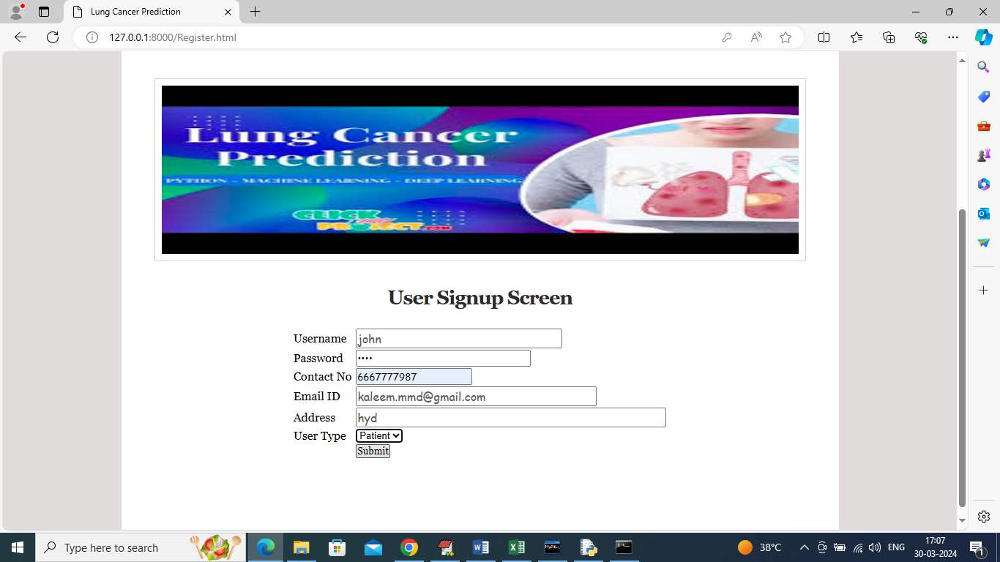 Lung Cancer Prediction
127.0.0.1:8000/Register.html
Lung Cancer
Prediction
PYTHON - MACHINE LEARNING - DEEP LEARNING
CLICK
PROJECT.COM
User Signup Screen
Username john
Password ••••
Contact No 6667777987
Email ID kaleem.mmd@gmail.com
Address hyd
User Type Patient
Submit
Type here to search
38°C
ENG
17:07
30-03-2024
1